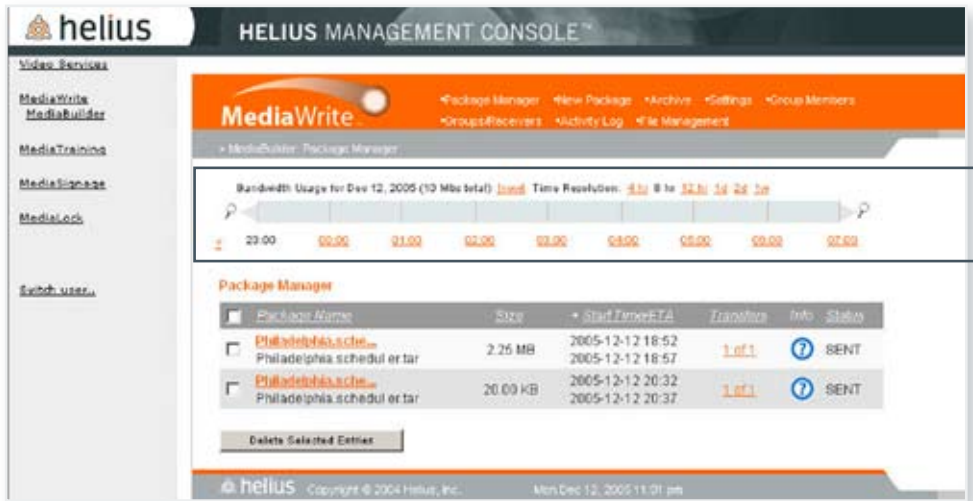 helius
HELIUS MANAGEMENT CONSOLE™
Video Services
MediaWrite
MediaBuilder
MediaTraining
MediaSignage
MediaLock
Switch user..
MediaWrite
•Package Manager •New Package •Archive •Settings •Group Members
•Groups/Receivers •Activity Log •File Management
» MediaBuilder: Package Manager
Bandwidth Usage for Dec 12, 2005 (10 Mbs total) Time Resolution: 4 hr 8 hr 12 hr 1d 2d 1w
23:00 00:00 01:00 02:00 03:00 04:00 05:00 06:00 07:00
Package Manager
Package Name Size Start Time/ETA Transfers Info Status
Philadelphia.sche... 2.25 MB 2005-12-12 18:52 1 of 1 ? SENT
Philadelphia.scheduler.tar 2005-12-12 18:57
Philadelphia.sche... 20.00 KB 2005-12-12 20:32 1 of 1 ? SENT
Philadelphia.scheduler.tar 2005-12-12 20:37
Delete Selected Entries
helius Copyright © 2004 Helius, Inc. Mon Dec 12, 2005 11:01 pm